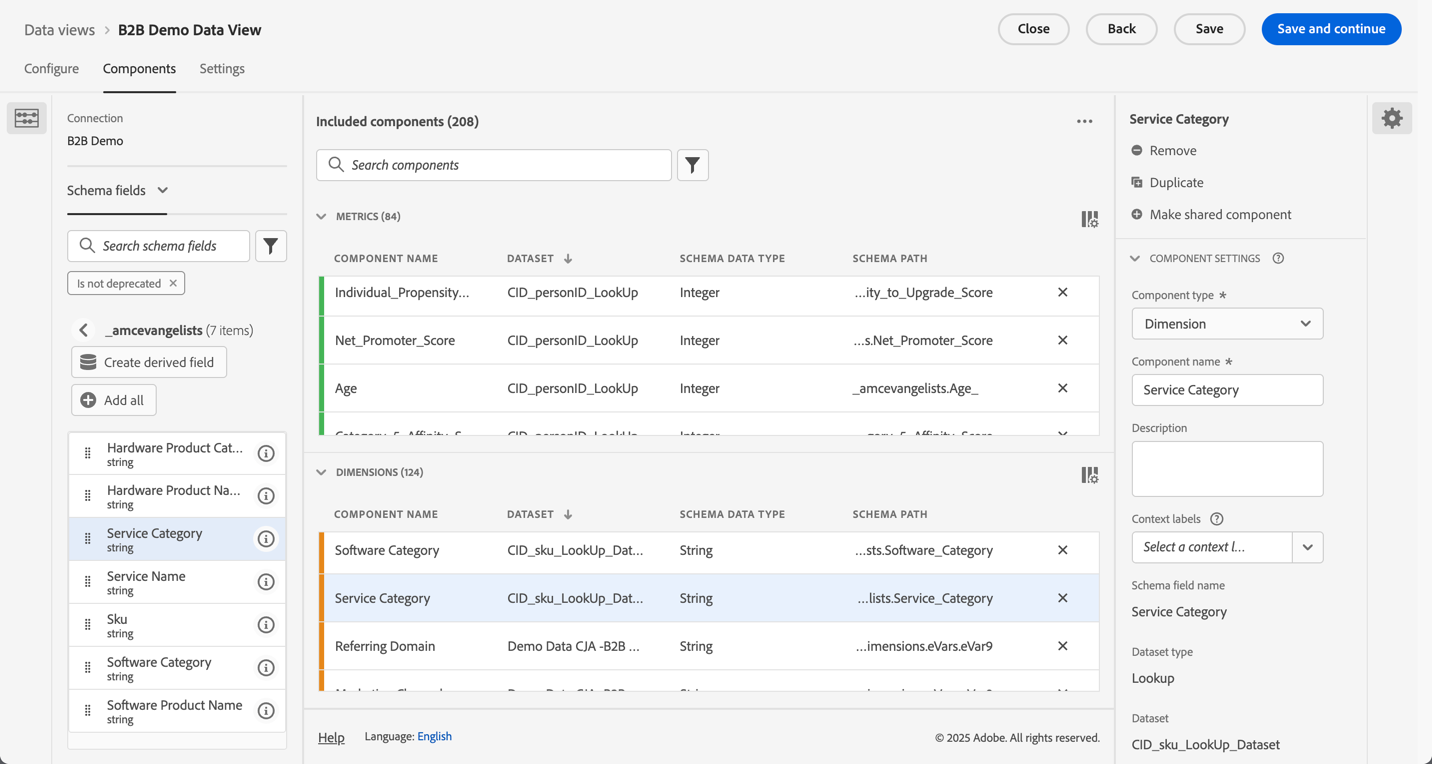 Data views > B2B Demo Data View
Close
Back
Save
Save and continue
Configure
Components
Settings
Connection
B2B Demo
Schema fields
Search schema fields
Is not deprecated
_amcevangelists (7 items)
Create derived field
Add all
Hardware Product Cat...
string
Hardware Product Na...
string
Service Category
string
Service Name
string
Sku
string
Software Category
string
Software Product Name
string
Included components (208)
Search components
METRICS (84)
COMPONENT NAME DATASET SCHEMA DATA TYPE SCHEMA PATH
Individual_Propensity... CID_personID_LookUp Integer ...ity_to_Upgrade_Score
Net_Promoter_Score CID_personID_LookUp Integer ...s.Net_Promoter_Score
Age CID_personID_LookUp Integer _amcevangelists.Age_
DIMENSIONS (124)
COMPONENT NAME DATASET SCHEMA DATA TYPE SCHEMA PATH
Software Category CID_sku_LookUp_Dat... String ...sts.Software_Category
Service Category CID_sku_LookUp_Dat... String ...lists.Service_Category
Referring Domain Demo Data CJA -B2B ... String ...imensions.eVars.eVar9
Help
Language: English
© 2025 Adobe. All rights reserved.
Service Category
Remove
Duplicate
Make shared component
COMPONENT SETTINGS
Component type *
Dimension
Component name *
Service Category
Description
Context labels
Select a context l...
Schema field name
Service Category
Dataset type
Lookup
Dataset
CID_sku_LookUp_Dataset